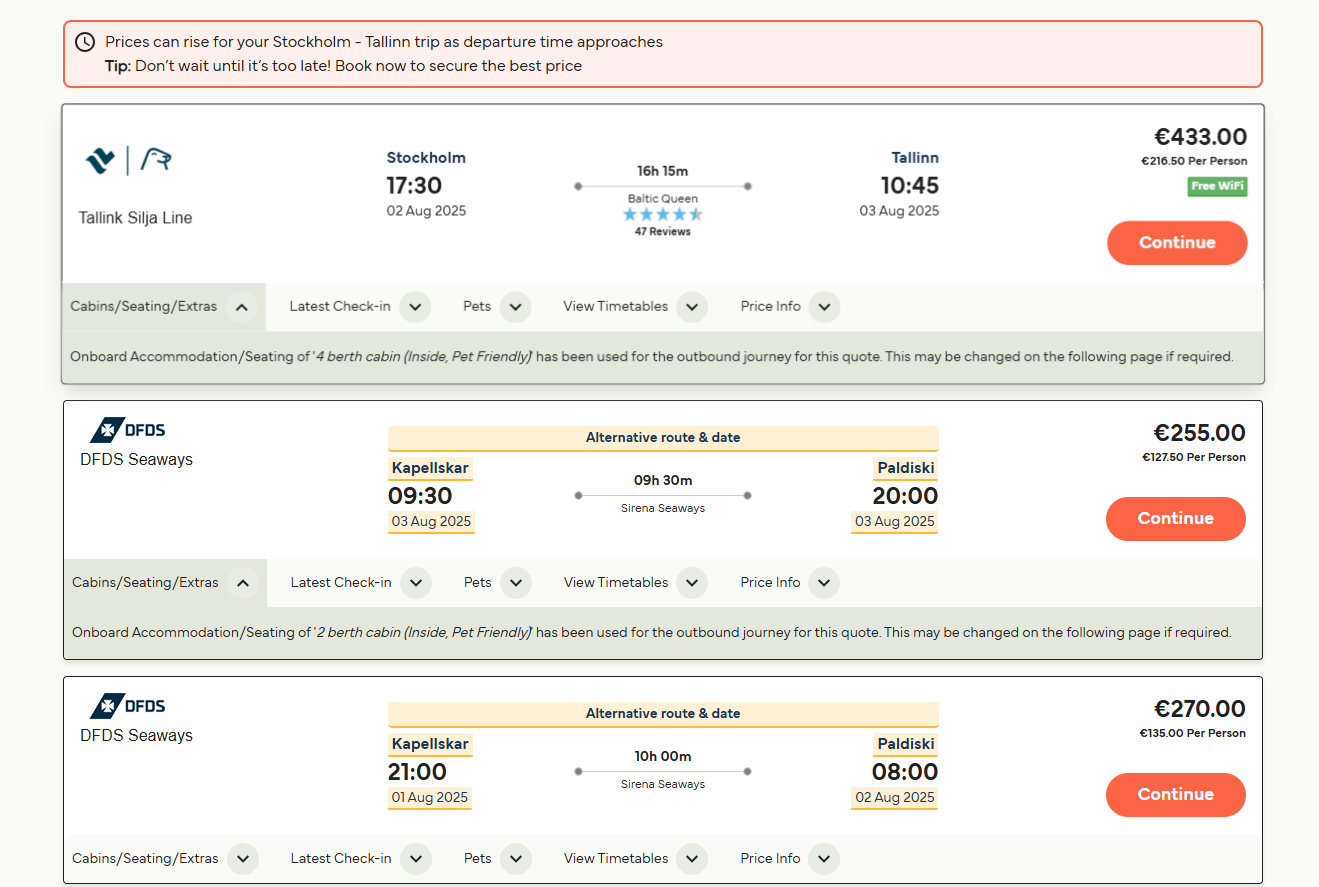 Prices can rise for your Stockholm - Tallinn trip as departure time approaches
Tip: Don't wait until it's too late! Book now to secure the best price
Tallink Silja Line
Stockholm
17:30
02 Aug 2025
16h 15m
Baltic Queen
47 Reviews
Tallinn
10:45
03 Aug 2025
€433.00
€216.50 Per Person
Free WiFi
Continue
Cabins/Seating/Extras Latest Check-in Pets View Timetables Price Info
Onboard Accommodation/Seating of '4 berth cabin (Inside, Pet Friendly)' has been used for the outbound journey for this quote. This may be changed on the following page if required.
DFDS
DFDS Seaways
Alternative route & date
Kapellskar
09:30
03 Aug 2025
09h 30m
Sirena Seaways
Paldiski
20:00
03 Aug 2025
€255.00
€127.50 Per Person
Continue
Cabins/Seating/Extras Latest Check-in Pets View Timetables Price Info
Onboard Accommodation/Seating of '2 berth cabin (Inside, Pet Friendly)' has been used for the outbound journey for this quote. This may be changed on the following page if required.
DFDS
DFDS Seaways
Alternative route & date
Kapellskar
21:00
01 Aug 2025
10h 00m
Sirena Seaways
Paldiski
08:00
02 Aug 2025
€270.00
€135.00 Per Person
Continue
Cabins/Seating/Extras Latest Check-in Pets View Timetables Price Info